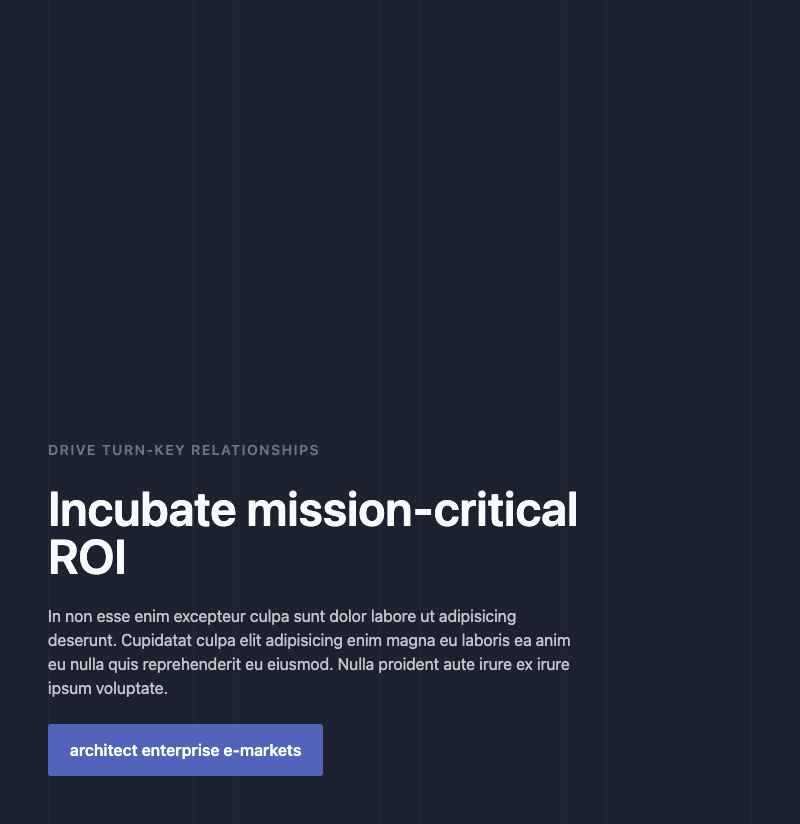 DRIVE TURN-KEY RELATIONSHIPS
Incubate mission-critical
ROI
In non esse enim excepteur culpa sunt dolor labore ut adipisicing
deserunt. Cupidatat culpa elit adipisicing enim magna eu laboris ea anim
eu nulla quis reprehenderit eu eiusmod. Nulla proident aute irure ex irure
ipsum voluptate.
architect enterprise e-markets